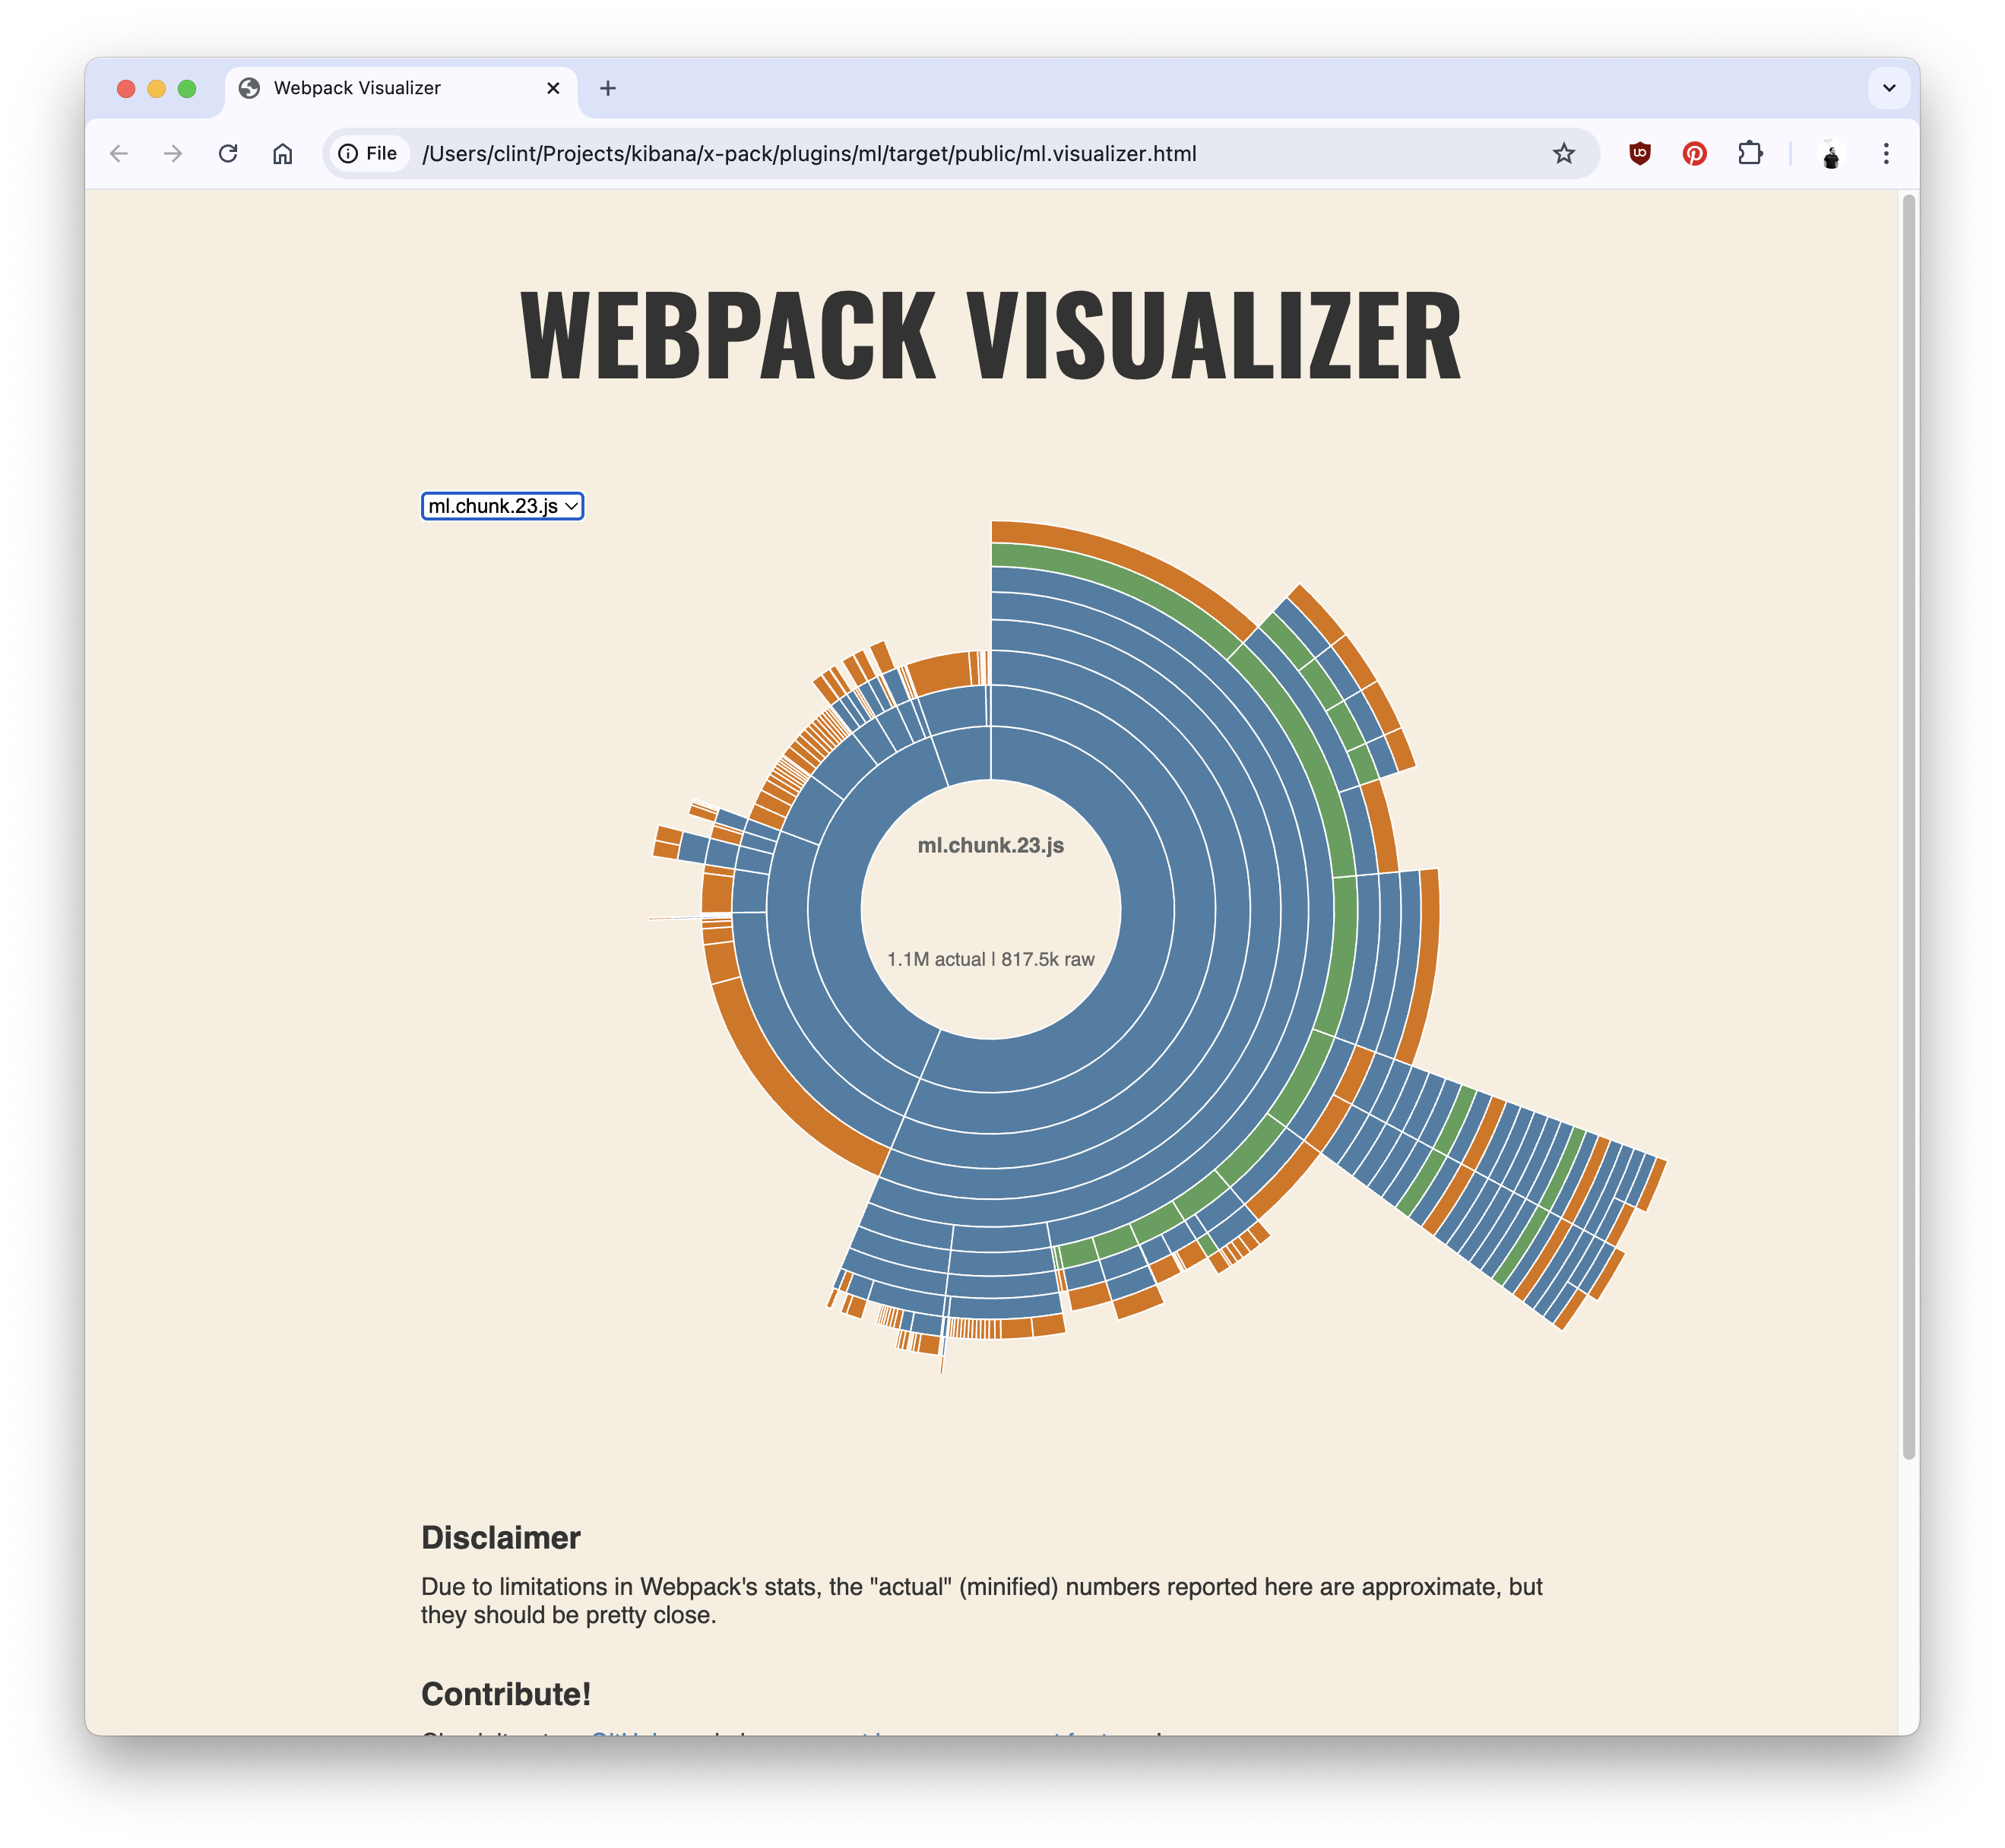 Webpack Visualizer
File /Users/clint/Projects/kibana/x-pack/plugins/ml/target/public/ml.visualizer.html
WEBPACK VISUALIZER
ml.chunk.23.js
ml.chunk.23.js
1.1M actual | 817.5k raw
Disclaimer
Due to limitations in Webpack's stats, the "actual" (minified) numbers reported here are approximate, but
they should be pretty close.
Contribute!